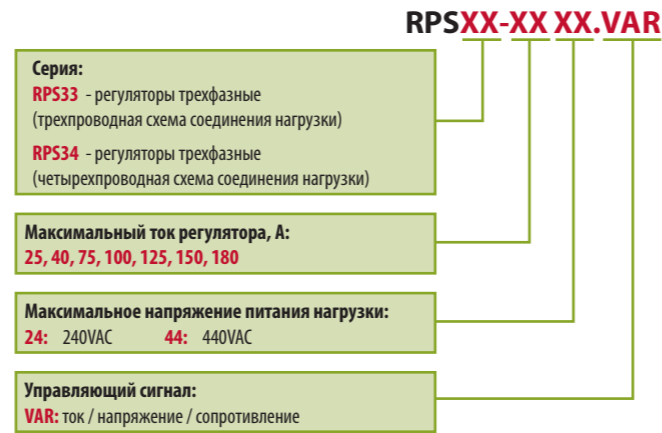 RPSXX-XX XX.VAR
Серия:
RPS33 - регуляторы трехфазные
(трехпроводная схема соединения нагрузки)
RPS34 - регуляторы трехфазные
(четырехпроводная схема соединения нагрузки)
Максимальный ток регулятора, А:
25, 40, 75, 100, 125, 150, 180
Максимальное напряжение питания нагрузки:
24: 240VAC 44: 440VAC
Управляющий сигнал:
VAR: ток / напряжение / сопротивление